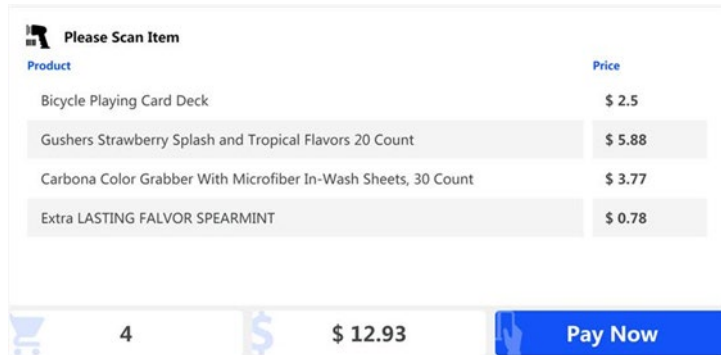 Please Scan Item
Product Price
Bicycle Playing Card Deck $ 2.5
Gushers Strawberry Splash and Tropical Flavors 20 Count $ 5.88
Carbona Color Grabber With Microfiber In-Wash Sheets, 30 Count $ 3.77
Extra LASTING FALVOR SPEARMINT $ 0.78
4 $ 12.93 Pay Now